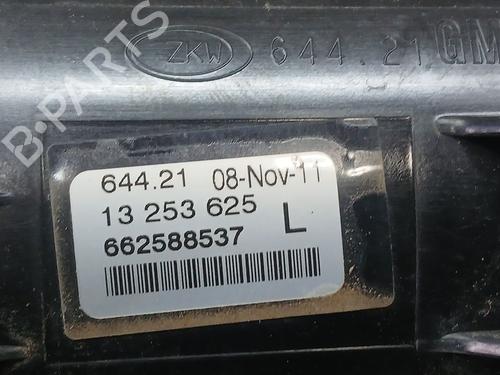 ZKW 644.21 GM
B-PARTS
644.21 08-Nov-11
13 253 625 L
662588537